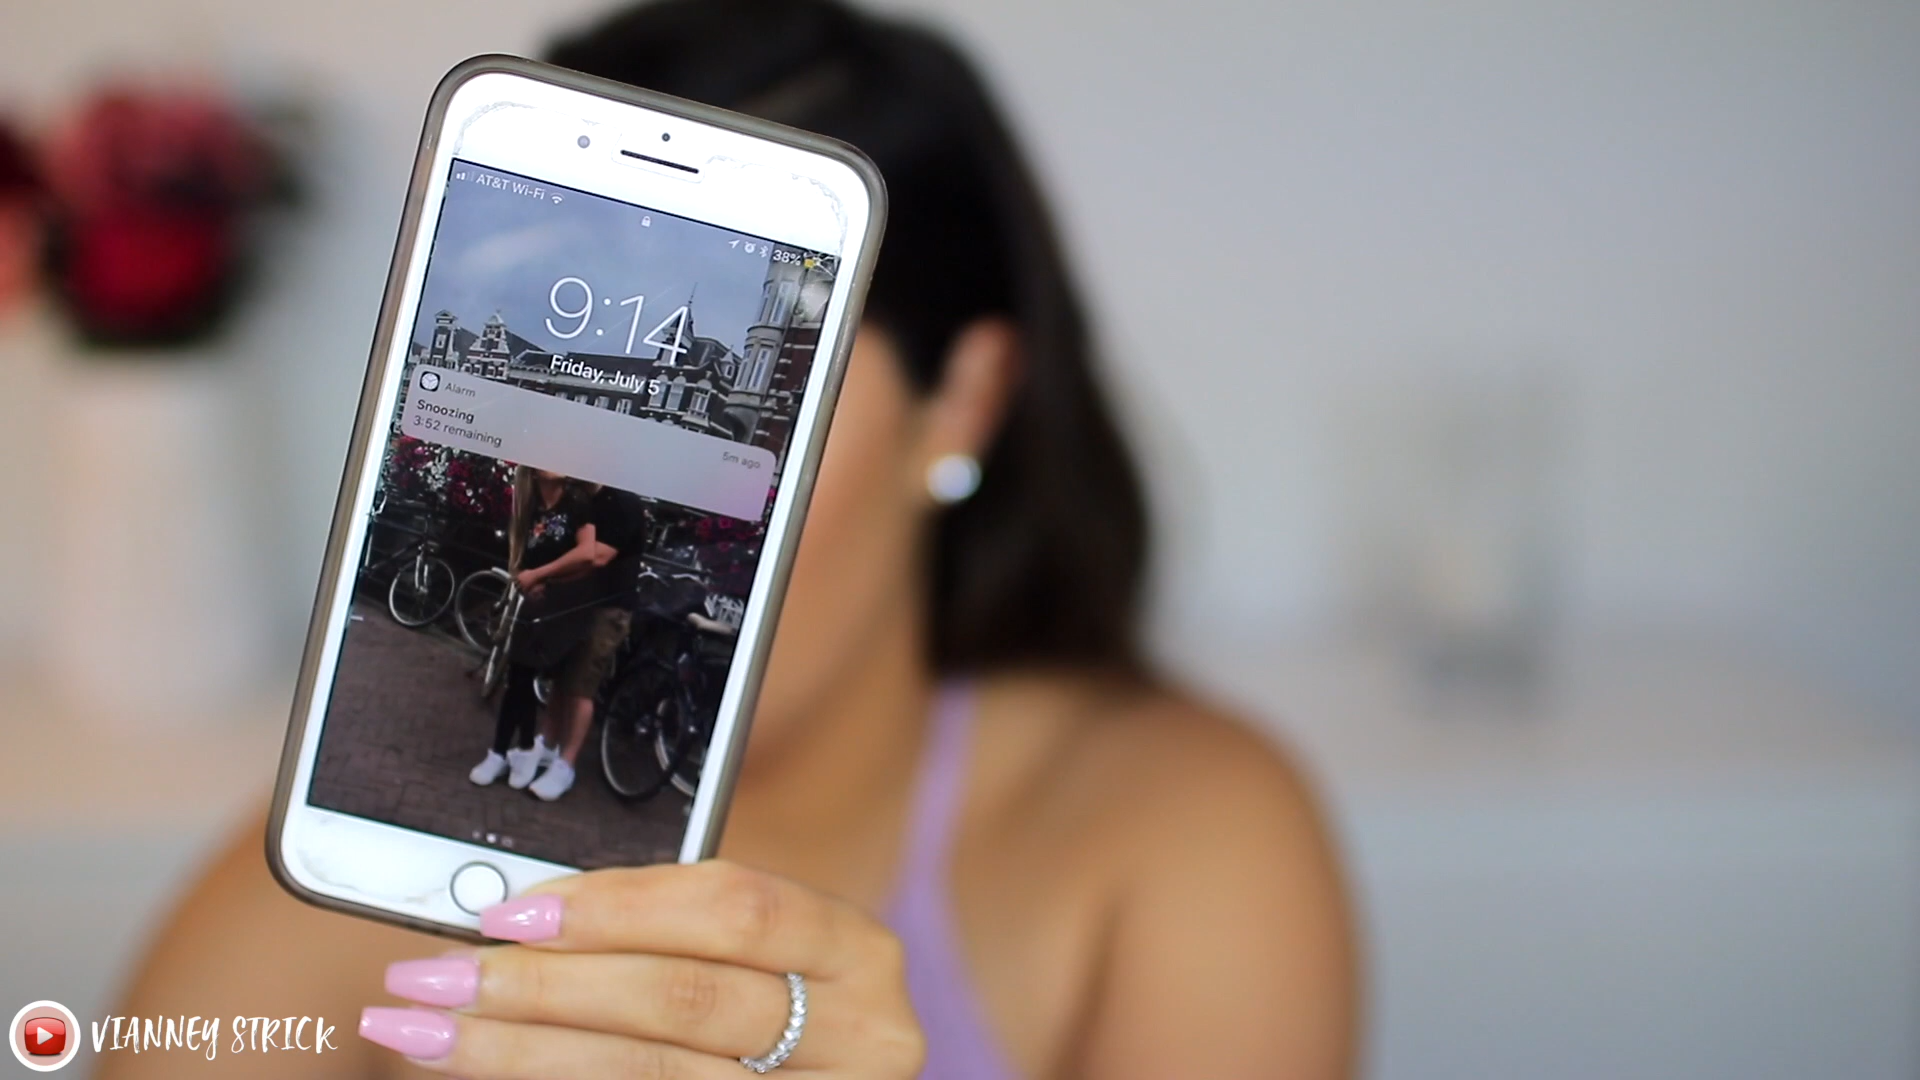 AT&T Wi-Fi
38%
9:14
Friday, July 5
Alarm
Snoozing
5m ago
3:52 remaining
VIANNEY STRICK